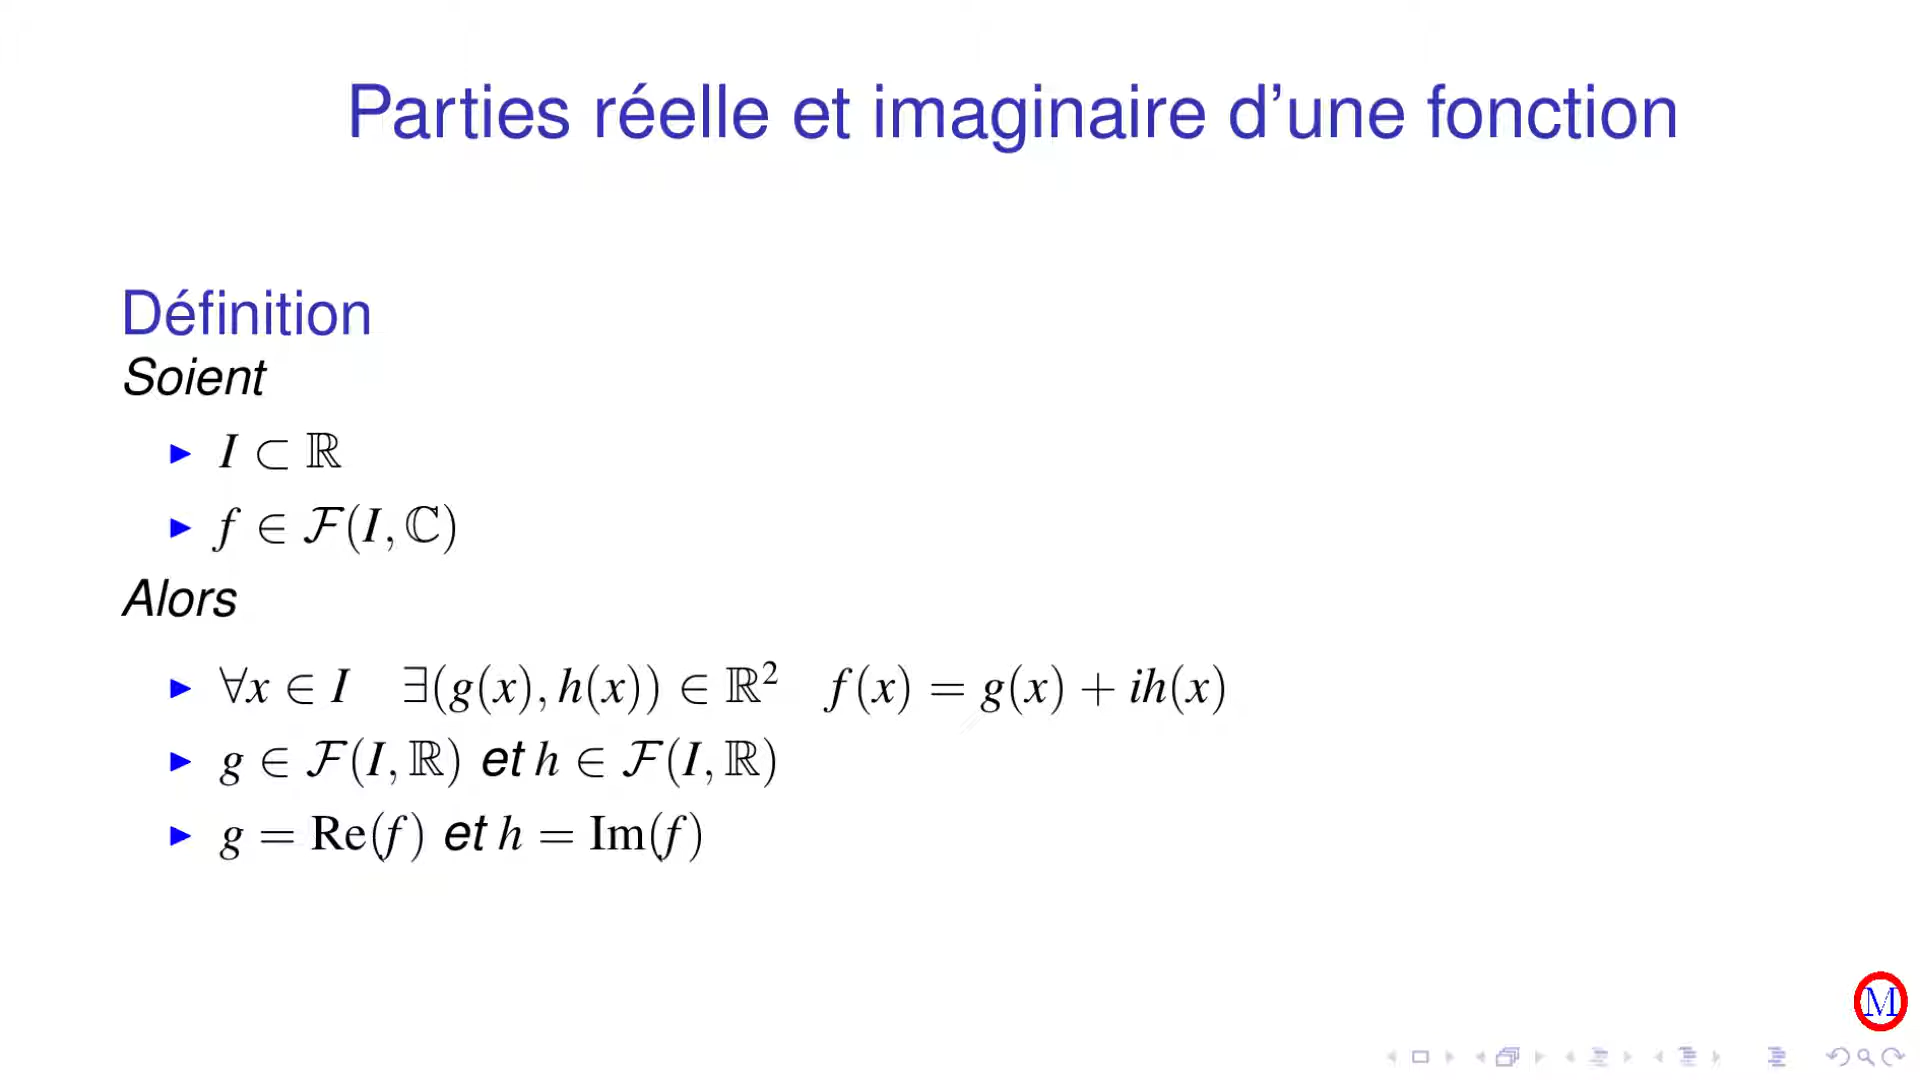 Parties réelle et imaginaire d'une fonction
Définition
Soient
▶ I ⊂ ℝ
▶ f ∈ ℱ(I, ℂ)
Alors
▶ ∀x ∈ I ∃(g(x), h(x)) ∈ ℝ² f(x) = g(x) + ih(x)
▶ g ∈ ℱ(I, ℝ) et h ∈ ℱ(I, ℝ)
▶ g = Re(f) et h = Im(f)
M